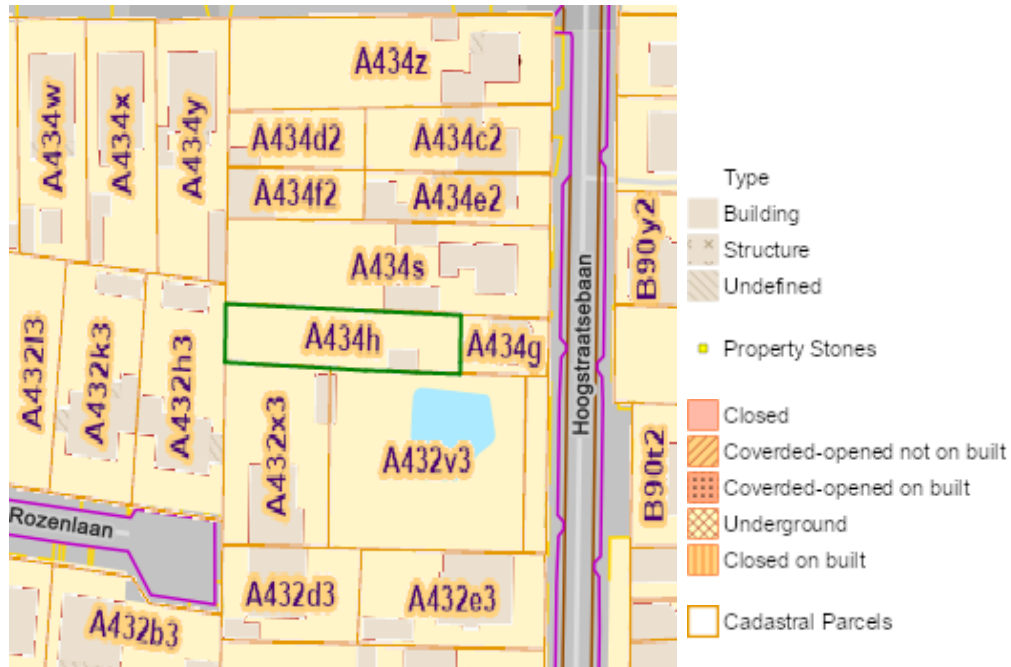 A434z
A434w
A434x
A434y
A434d2
A434c2
A434f2
A434e2
B90y2
A434s
A434h
A434g
Hoogstraatsebaan
A432l3
A432k3
A432h3
A432x3
A432v3
B90t2
Rozenlaan
A432d3
A432e3
A432b3
Type
Building
Structure
Undefined
Property Stones
Closed
Coverded-opened not on built
Coverded-opened on built
Underground
Closed on built
Cadastral Parcels